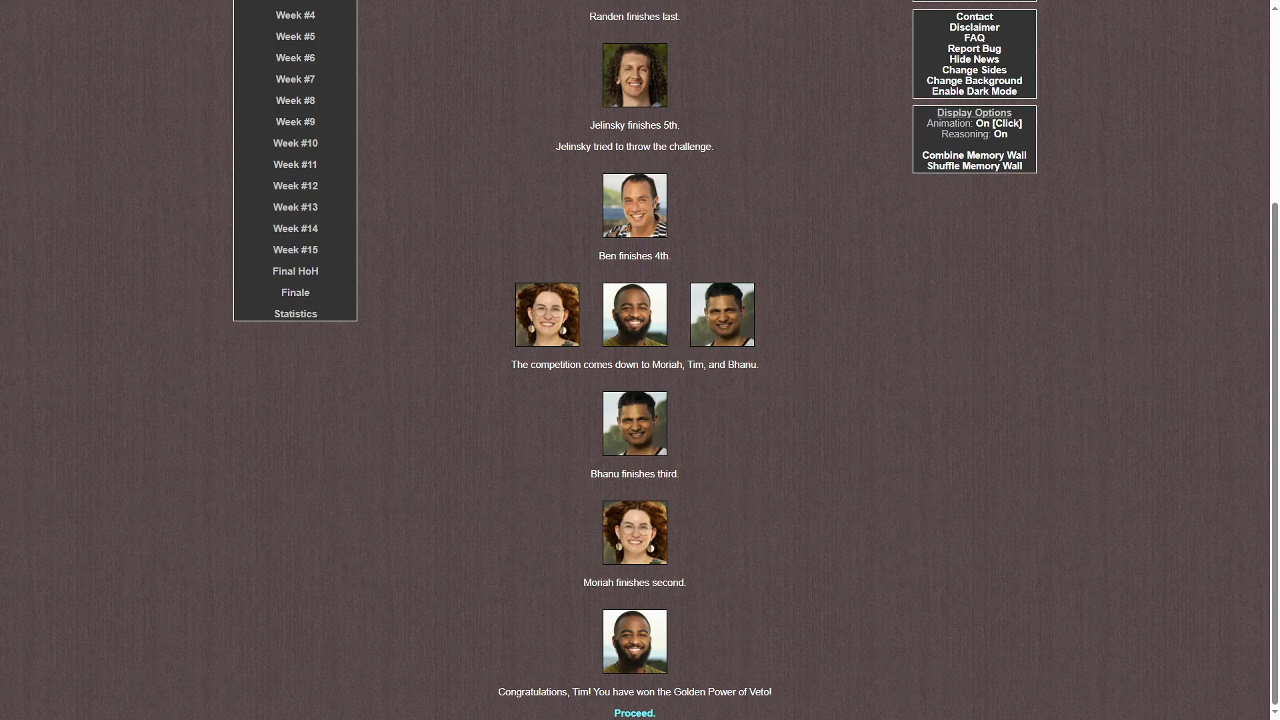 Week #4
Week #5
Week #6
Week #7
Week #8
Week #9
Week #10
Week #11
Week #12
Week #13
Week #14
Week #15
Final HoH
Finale
Statistics
Randen finishes last.
Jelinsky finishes 5th.
Jelinsky tried to throw the challenge.
Ben finishes 4th.
The competition comes down to Moriah, Tim, and Bhanu.
Bhanu finishes third.
Moriah finishes second.
Congratulations, Tim! You have won the Golden Power of Veto!
Proceed.
Contact
Disclaimer
FAQ
Report Bug
Hide News
Change Sides
Change Background
Enable Dark Mode
Display Options
Animation: On [Click]
Reasoning: On
Combine Memory Wall
Shuffle Memory Wall